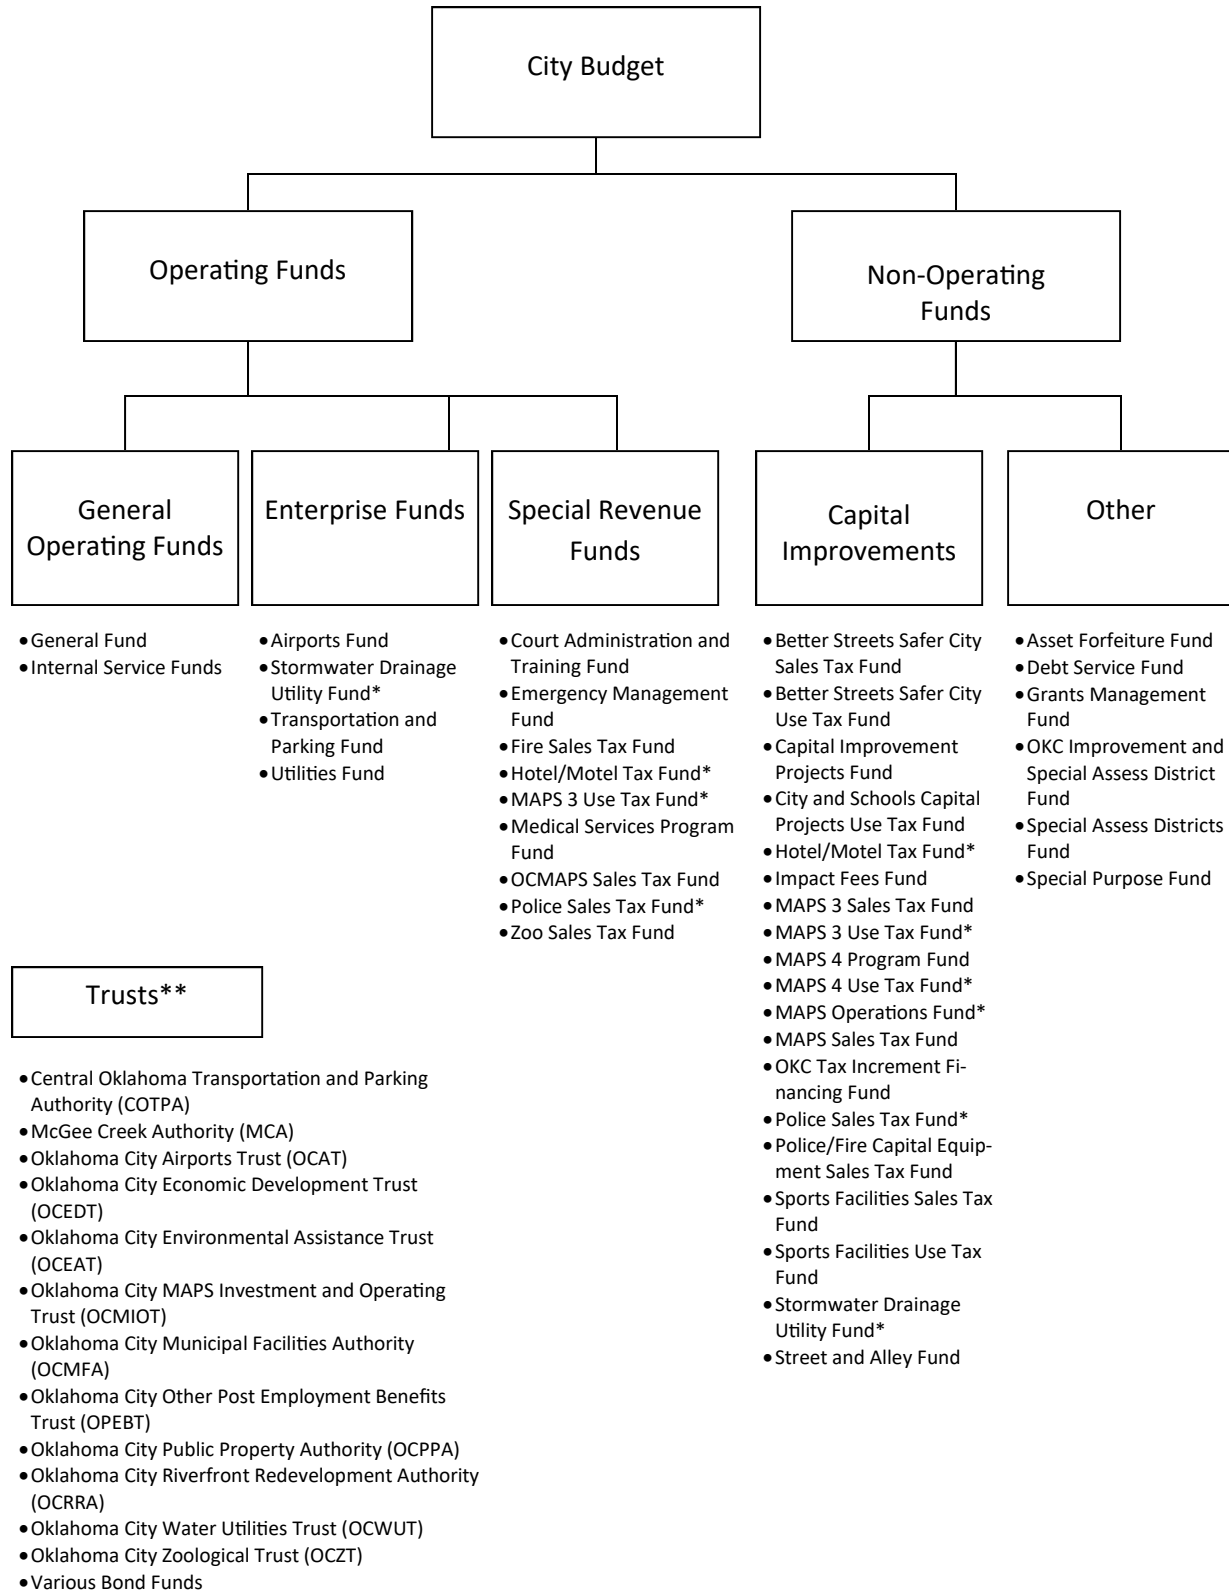 City Budget
Operating Funds
Non-Operating
Funds
General
Operating Funds
Enterprise Funds
Special Revenue
Funds
Capital
Improvements
Other
•General Fund
•Internal Service Funds
•Airports Fund
•Stormwater Drainage
Utility Fund*
•Transportation and
Parking Fund
•Utilities Fund
•Court Administration and
Training Fund
•Emergency Management
Fund
•Fire Sales Tax Fund
•Hotel/Motel Tax Fund*
•MAPS 3 Use Tax Fund*
•Medical Services Program
Fund
•OCMAPS Sales Tax Fund
•Police Sales Tax Fund*
•Zoo Sales Tax Fund
•Better Streets Safer City
Sales Tax Fund
•Better Streets Safer City
Use Tax Fund
•Capital Improvement
Projects Fund
•City and Schools Capital
Projects Use Tax Fund
•Hotel/Motel Tax Fund*
•Impact Fees Fund
•MAPS 3 Sales Tax Fund
•MAPS 3 Use Tax Fund*
•MAPS 4 Program Fund
•MAPS 4 Use Tax Fund*
•MAPS Operations Fund*
•MAPS Sales Tax Fund
•OKC Tax Increment Fi-
nancing Fund
•Police Sales Tax Fund*
•Police/Fire Capital Equip-
ment Sales Tax Fund
•Sports Facilities Sales Tax
Fund
•Sports Facilities Use Tax
Fund
•Stormwater Drainage
Utility Fund*
•Street and Alley Fund
•Asset Forfeiture Fund
•Debt Service Fund
•Grants Management
Fund
•OKC Improvement and
Special Assess District
Fund
•Special Assess Districts
Fund
•Special Purpose Fund
Trusts**
•Central Oklahoma Transportation and Parking
Authority (COTPA)
•McGee Creek Authority (MCA)
•Oklahoma City Airports Trust (OCAT)
•Oklahoma City Economic Development Trust
(OCEDT)
•Oklahoma City Environmental Assistance Trust
(OCEAT)
•Oklahoma City MAPS Investment and Operating
Trust (OCMIOT)
•Oklahoma City Municipal Facilities Authority
(OCMFA)
•Oklahoma City Other Post Employment Benefits
Trust (OPEBT)
•Oklahoma City Public Property Authority (OCPPA)
•Oklahoma City Riverfront Redevelopment Authority
(OCRRA)
•Oklahoma City Water Utilities Trust (OCWUT)
•Oklahoma City Zoological Trust (OCZT)
•Various Bond Funds